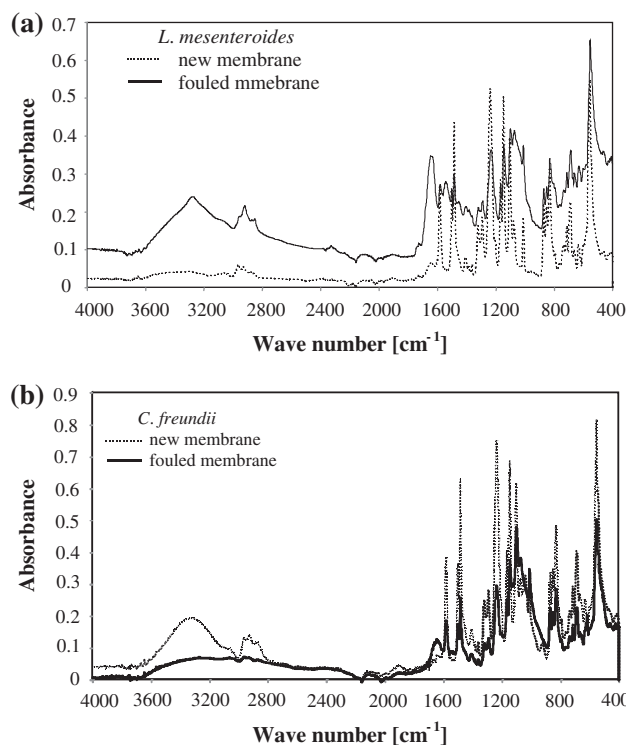 (a)
L. mesenteroides
new membrane
fouled mmebrane
0.7
0.6
0.5
0.4
0.3
0.2
0.1
0
Absorbance
4000 3600 3200 2800 2400 2000 1600 1200 800 400
Wave number [cm-1]
(b)
C. freundii
new membrane
fouled membrane
0.9
0.8
0.7
0.6
0.5
0.4
0.3
0.2
0.1
0
Absorbance
4000 3600 3200 2800 2400 2000 1600 1200 800 400
Wave number [cm-1]